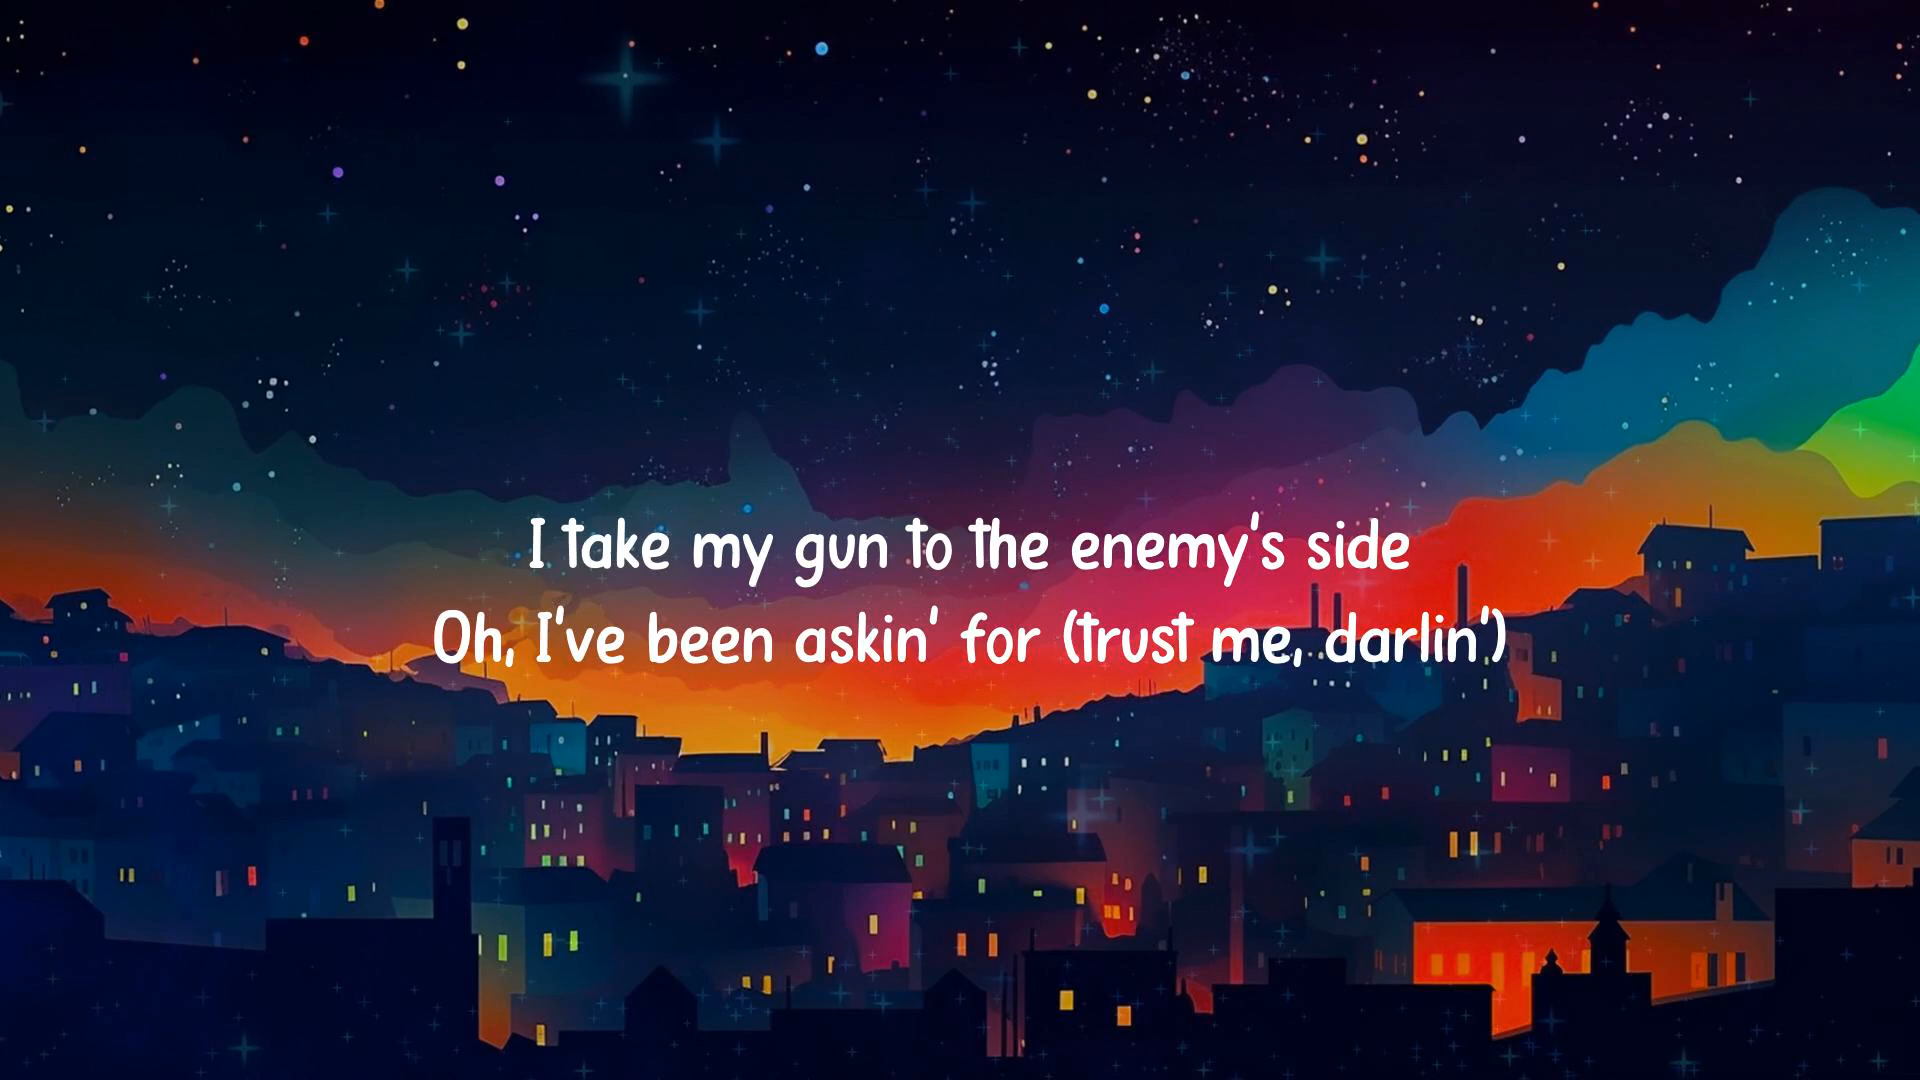 I take my gun to the enemy's side
Oh, I've been askin' for (trust me, darlin')